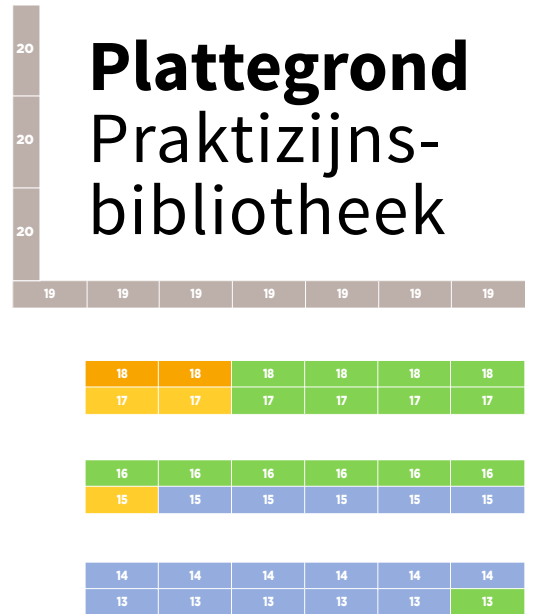 20
Plattegrond
20
Praktizijns-
20
bibliotheek
19 19 19 19 19 19 19
18 18 18 18 18 18
17 17 17 17 17 17
16 16 16 16 16 16
15 15 15 15 15 15
14 14 14 14 14 14
13 13 13 13 13 13